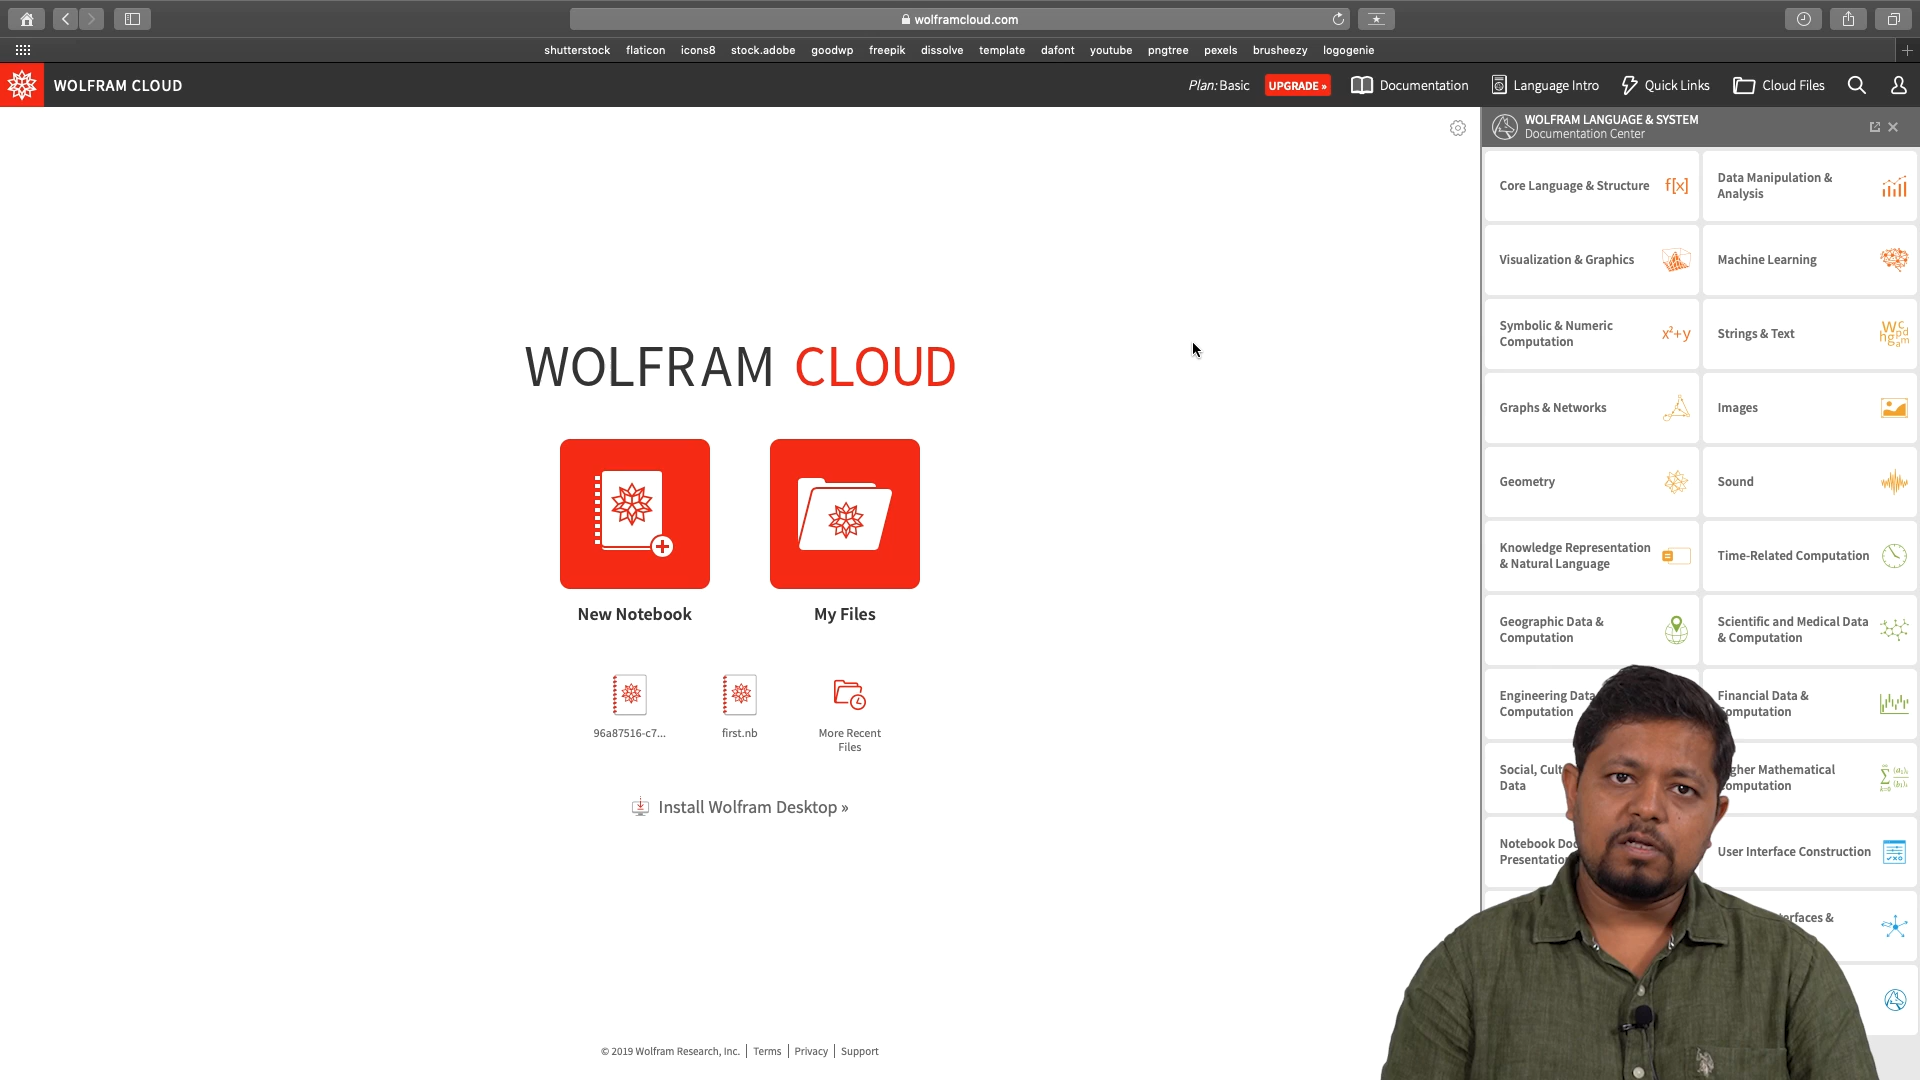 wolframcloud.com
shutterstock flaticon icons8 stock.adobe goodwp freepik dissolve template dafont youtube pngtree pexels brusheezy logogenie
WOLFRAM CLOUD
Plan: Basic UPGRADE » Documentation Language Intro Quick Links Cloud Files
WOLFRAM LANGUAGE & SYSTEM
Documentation Center
Core Language & Structure f[x]
Data Manipulation &
Analysis
Visualization & Graphics
Machine Learning
Symbolic & Numeric
Computation
x²+y
Strings & Text
Graphs & Networks
Images
Geometry
Sound
Knowledge Representation
& Natural Language
Time-Related Computation
Geographic Data &
Computation
Scientific and Medical Data
& Computation
Engineering Data
Computation
Financial Data &
Computation
Social, Cult
Data
gher Mathematical
omputation
Notebook Doc
Presentation
User Interface Construction
erfaces &
WOLFRAM CLOUD
New Notebook
My Files
96a87516-c7...
first.nb
More Recent
Files
Install Wolfram Desktop »
© 2019 Wolfram Research, Inc. | Terms | Privacy | Support